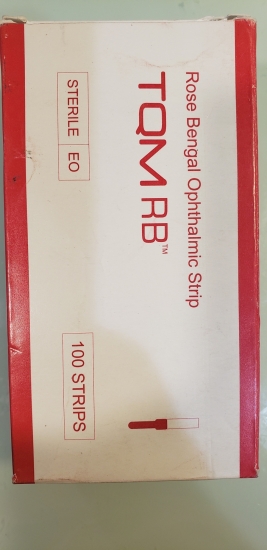 Rose Bengal Ophthalmic Strip
TQM RB™
STERILE EO
100 STRIPS